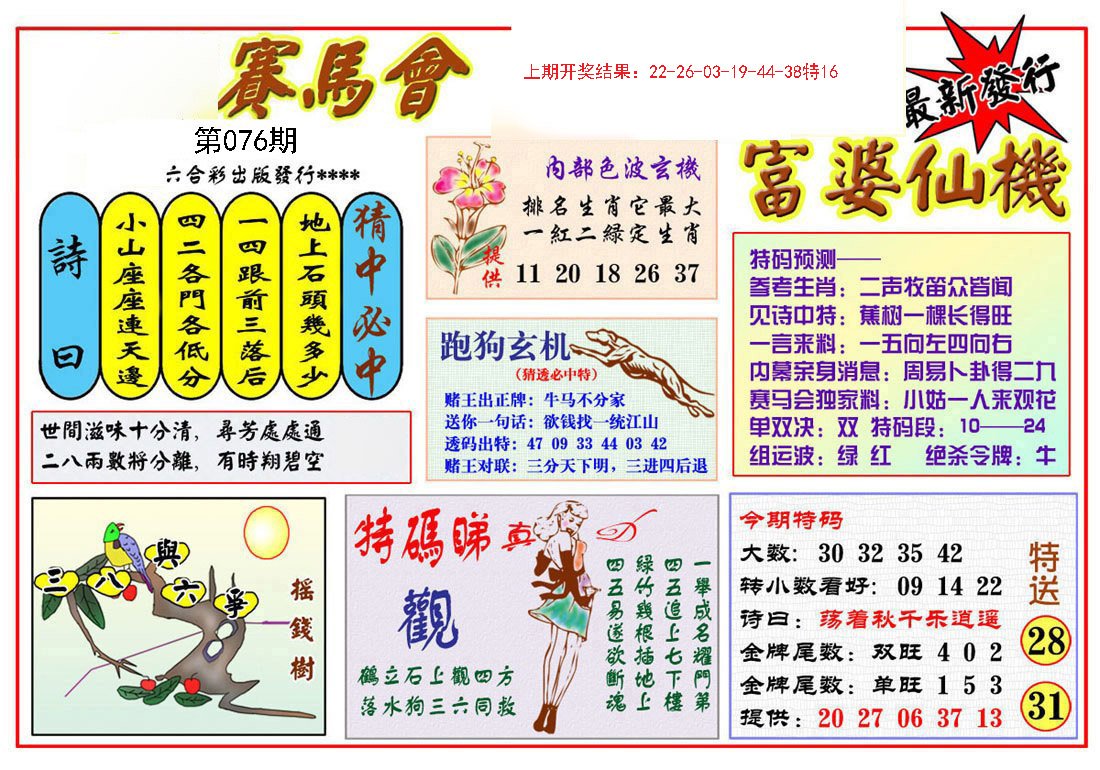 賽馬會
第076期
六合彩出版發行****
上期开奖结果：22-26-03-19-44-38特16
最新發行
富婆仙機
猜中必中
地上石頭幾多少
一四跟前三落后
四二各門各低分
小山座座連天邊
詩曰
世間滋味十分清，尋芳處處通
二八兩數將分離，有時翔碧空
内部色波玄機
排名生肖它最大
一紅二綠定生肖
提供
11 20 18 26 37
跑狗玄机
（猜透必中特）
赌王出正牌：牛马不分家
送你一句话：欲钱找一统江山
透码出特：47 09 33 44 03 42
赌王对联：三分天下明，三进四后退
特码预测——
参考生肖：二声牧笛众皆闻
见诗中特：蕉树一棵长得旺
一言来料：一五向左四向右
内幕亲身消息：周易卜卦得二九
赛马会独家料：小姑一人来观花
单双决：双 特码段：10——24
组运波：绿 红 绝杀令牌：牛
三八與六爭
摇錢樹
特碼睇真D
觀
鶴立石上觀四方
落水狗三六同救
一舉成名耀門第
四五追上七下樓
綠竹幾根插地上
四五易遂欲斷魂
今期特码
大数：30 32 35 42
转小数看好：09 14 22
诗曰：荡着秋千乐逍遥
金牌尾数：双旺 4 0 2
金牌尾数：单旺 1 5 3
提供：20 27 06 37 13
特送
28
31